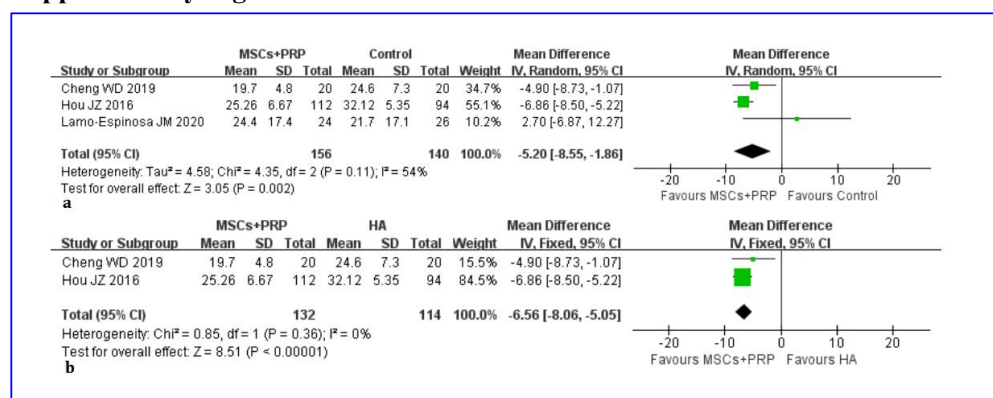 MSCs+PRP Control Mean Difference Mean Difference
Study or Subgroup Mean SD Total Mean SD Total Weight IV, Random, 95% CI IV, Random, 95% CI
Cheng WD 2019 19.7 4.8 20 24.6 7.3 20 34.7% -4.90 [-8.73, -1.07]
Hou JZ 2016 25.26 6.67 112 32.12 5.35 94 55.1% -6.86 [-8.50, -5.22]
Lamo-Espinosa JM 2020 24.4 17.4 24 21.7 17.1 26 10.2% 2.70 [-6.87, 12.27]
Total (95% CI) 156 140 100.0% -5.20 [-8.55, -1.86]
Heterogeneity: Tau² = 4.58; Chi² = 4.35, df = 2 (P = 0.11); I² = 54%
Test for overall effect: Z = 3.05 (P = 0.002)
-20 -10 0 10 20
Favours MSCs+PRP Favours Control
a
MSCs+PRP HA Mean Difference Mean Difference
Study or Subgroup Mean SD Total Mean SD Total Weight IV, Fixed, 95% CI IV, Fixed, 95% CI
Cheng WD 2019 19.7 4.8 20 24.6 7.3 20 15.5% -4.90 [-8.73, -1.07]
Hou JZ 2016 25.26 6.67 112 32.12 5.35 94 84.5% -6.86 [-8.50, -5.22]
Total (95% CI) 132 114 100.0% -6.56 [-8.06, -5.05]
Heterogeneity: Chi² = 0.85, df = 1 (P = 0.36); I² = 0%
Test for overall effect: Z = 8.51 (P < 0.00001)
-20 -10 0 10 20
Favours MSCs+PRP Favours HA
b